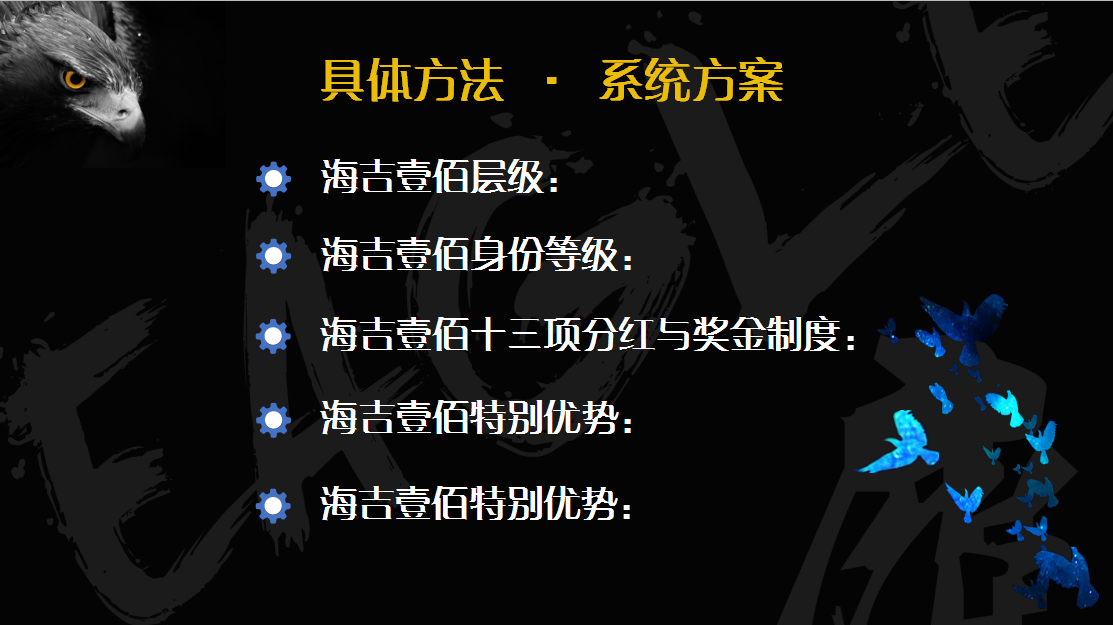 具体方法 · 系统方案
海吉壹佰层级：
海吉壹佰身份等级：
海吉壹佰十三项分红与奖金制度：
海吉壹佰特别优势：
海吉壹佰特别优势：
EAGLE